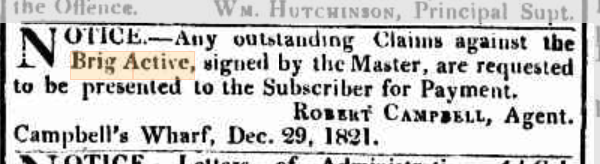 the Offence. Wm. Hutchinson, Principal Supt.
NOTICE.—Any outstanding Claims against the
Brig Active, signed by the Master, are requested
to be presented to the Subscriber for Payment.
Robert Campbell, Agent.
Campbell's Wharf, Dec. 29, 1821.
NOTICE. Letters of